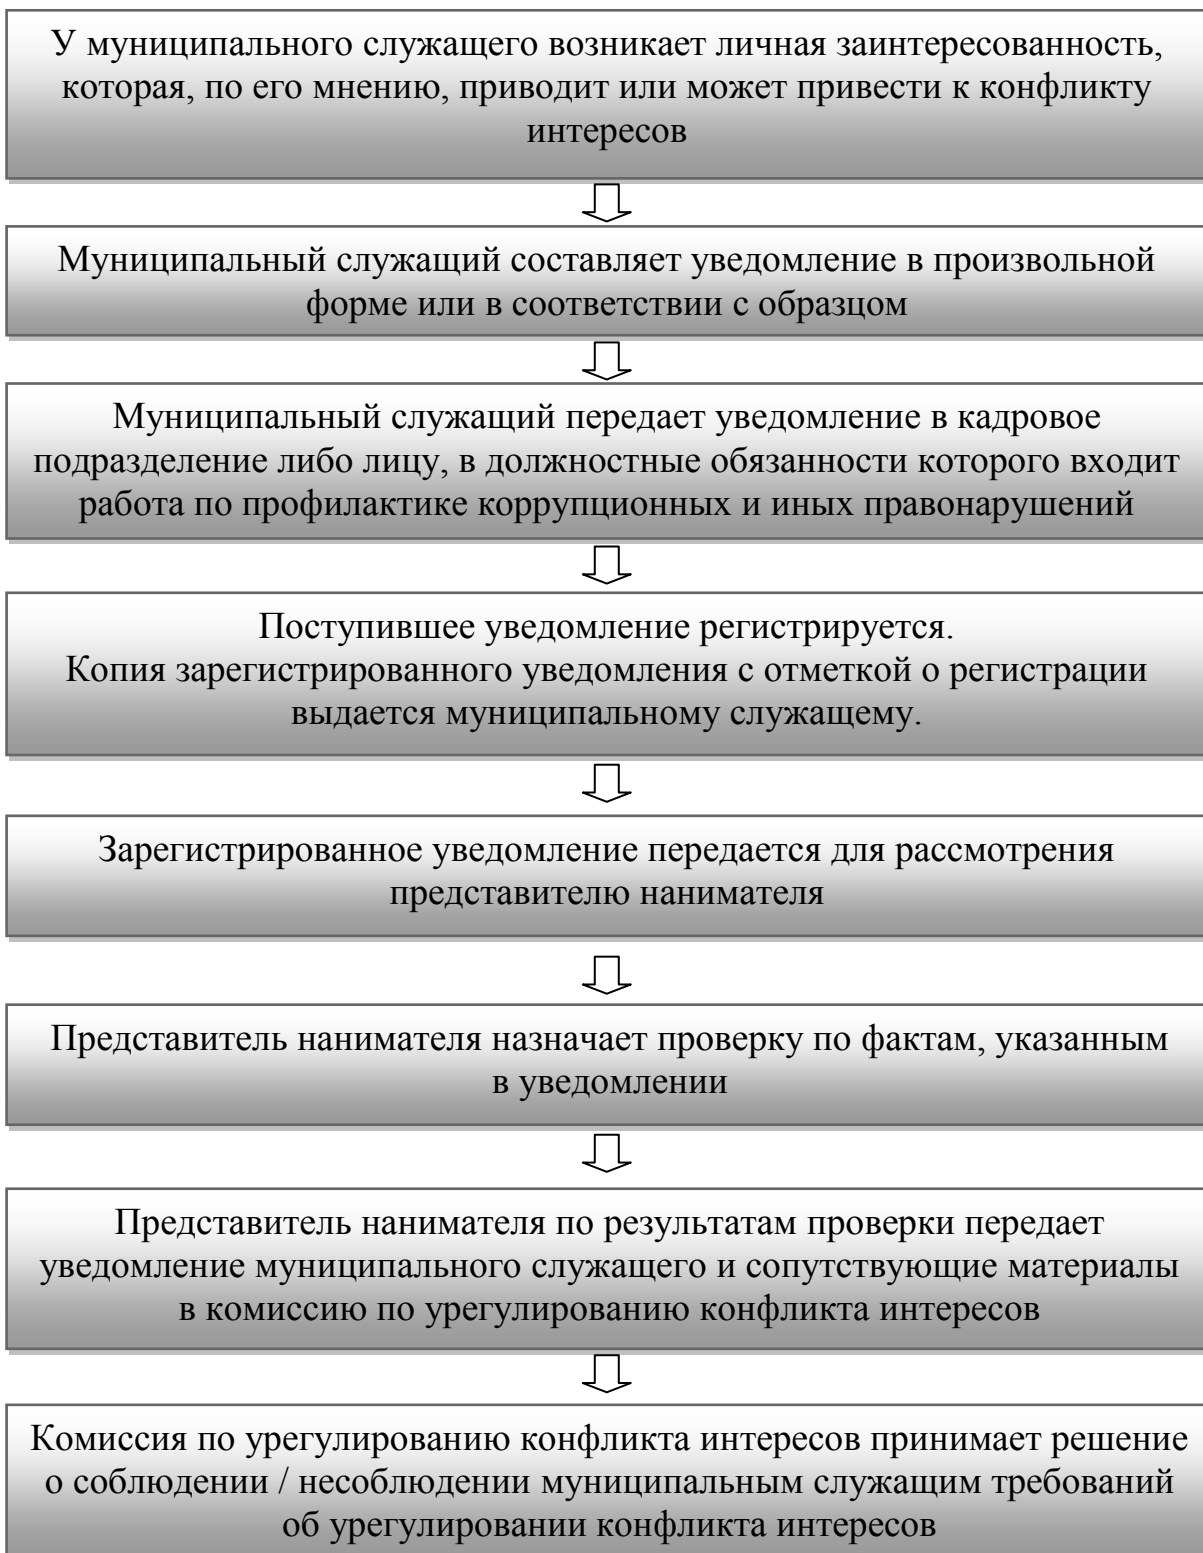 У муниципального служащего возникает личная заинтересованность,
которая, по его мнению, приводит или может привести к конфликту
интересов
Муниципальный служащий составляет уведомление в произвольной
форме или в соответствии с образцом
Муниципальный служащий передает уведомление в кадровое
подразделение либо лицу, в должностные обязанности которого входит
работа по профилактике коррупционных и иных правонарушений
Поступившее уведомление регистрируется.
Копия зарегистрированного уведомления с отметкой о регистрации
выдается муниципальному служащему.
Зарегистрированное уведомление передается для рассмотрения
представителю нанимателя
Представитель нанимателя назначает проверку по фактам, указанным
в уведомлении
Представитель нанимателя по результатам проверки передает
уведомление муниципального служащего и сопутствующие материалы
в комиссию по урегулированию конфликта интересов
Комиссия по урегулированию конфликта интересов принимает решение
о соблюдении / несоблюдении муниципальным служащим требований
об урегулировании конфликта интересов